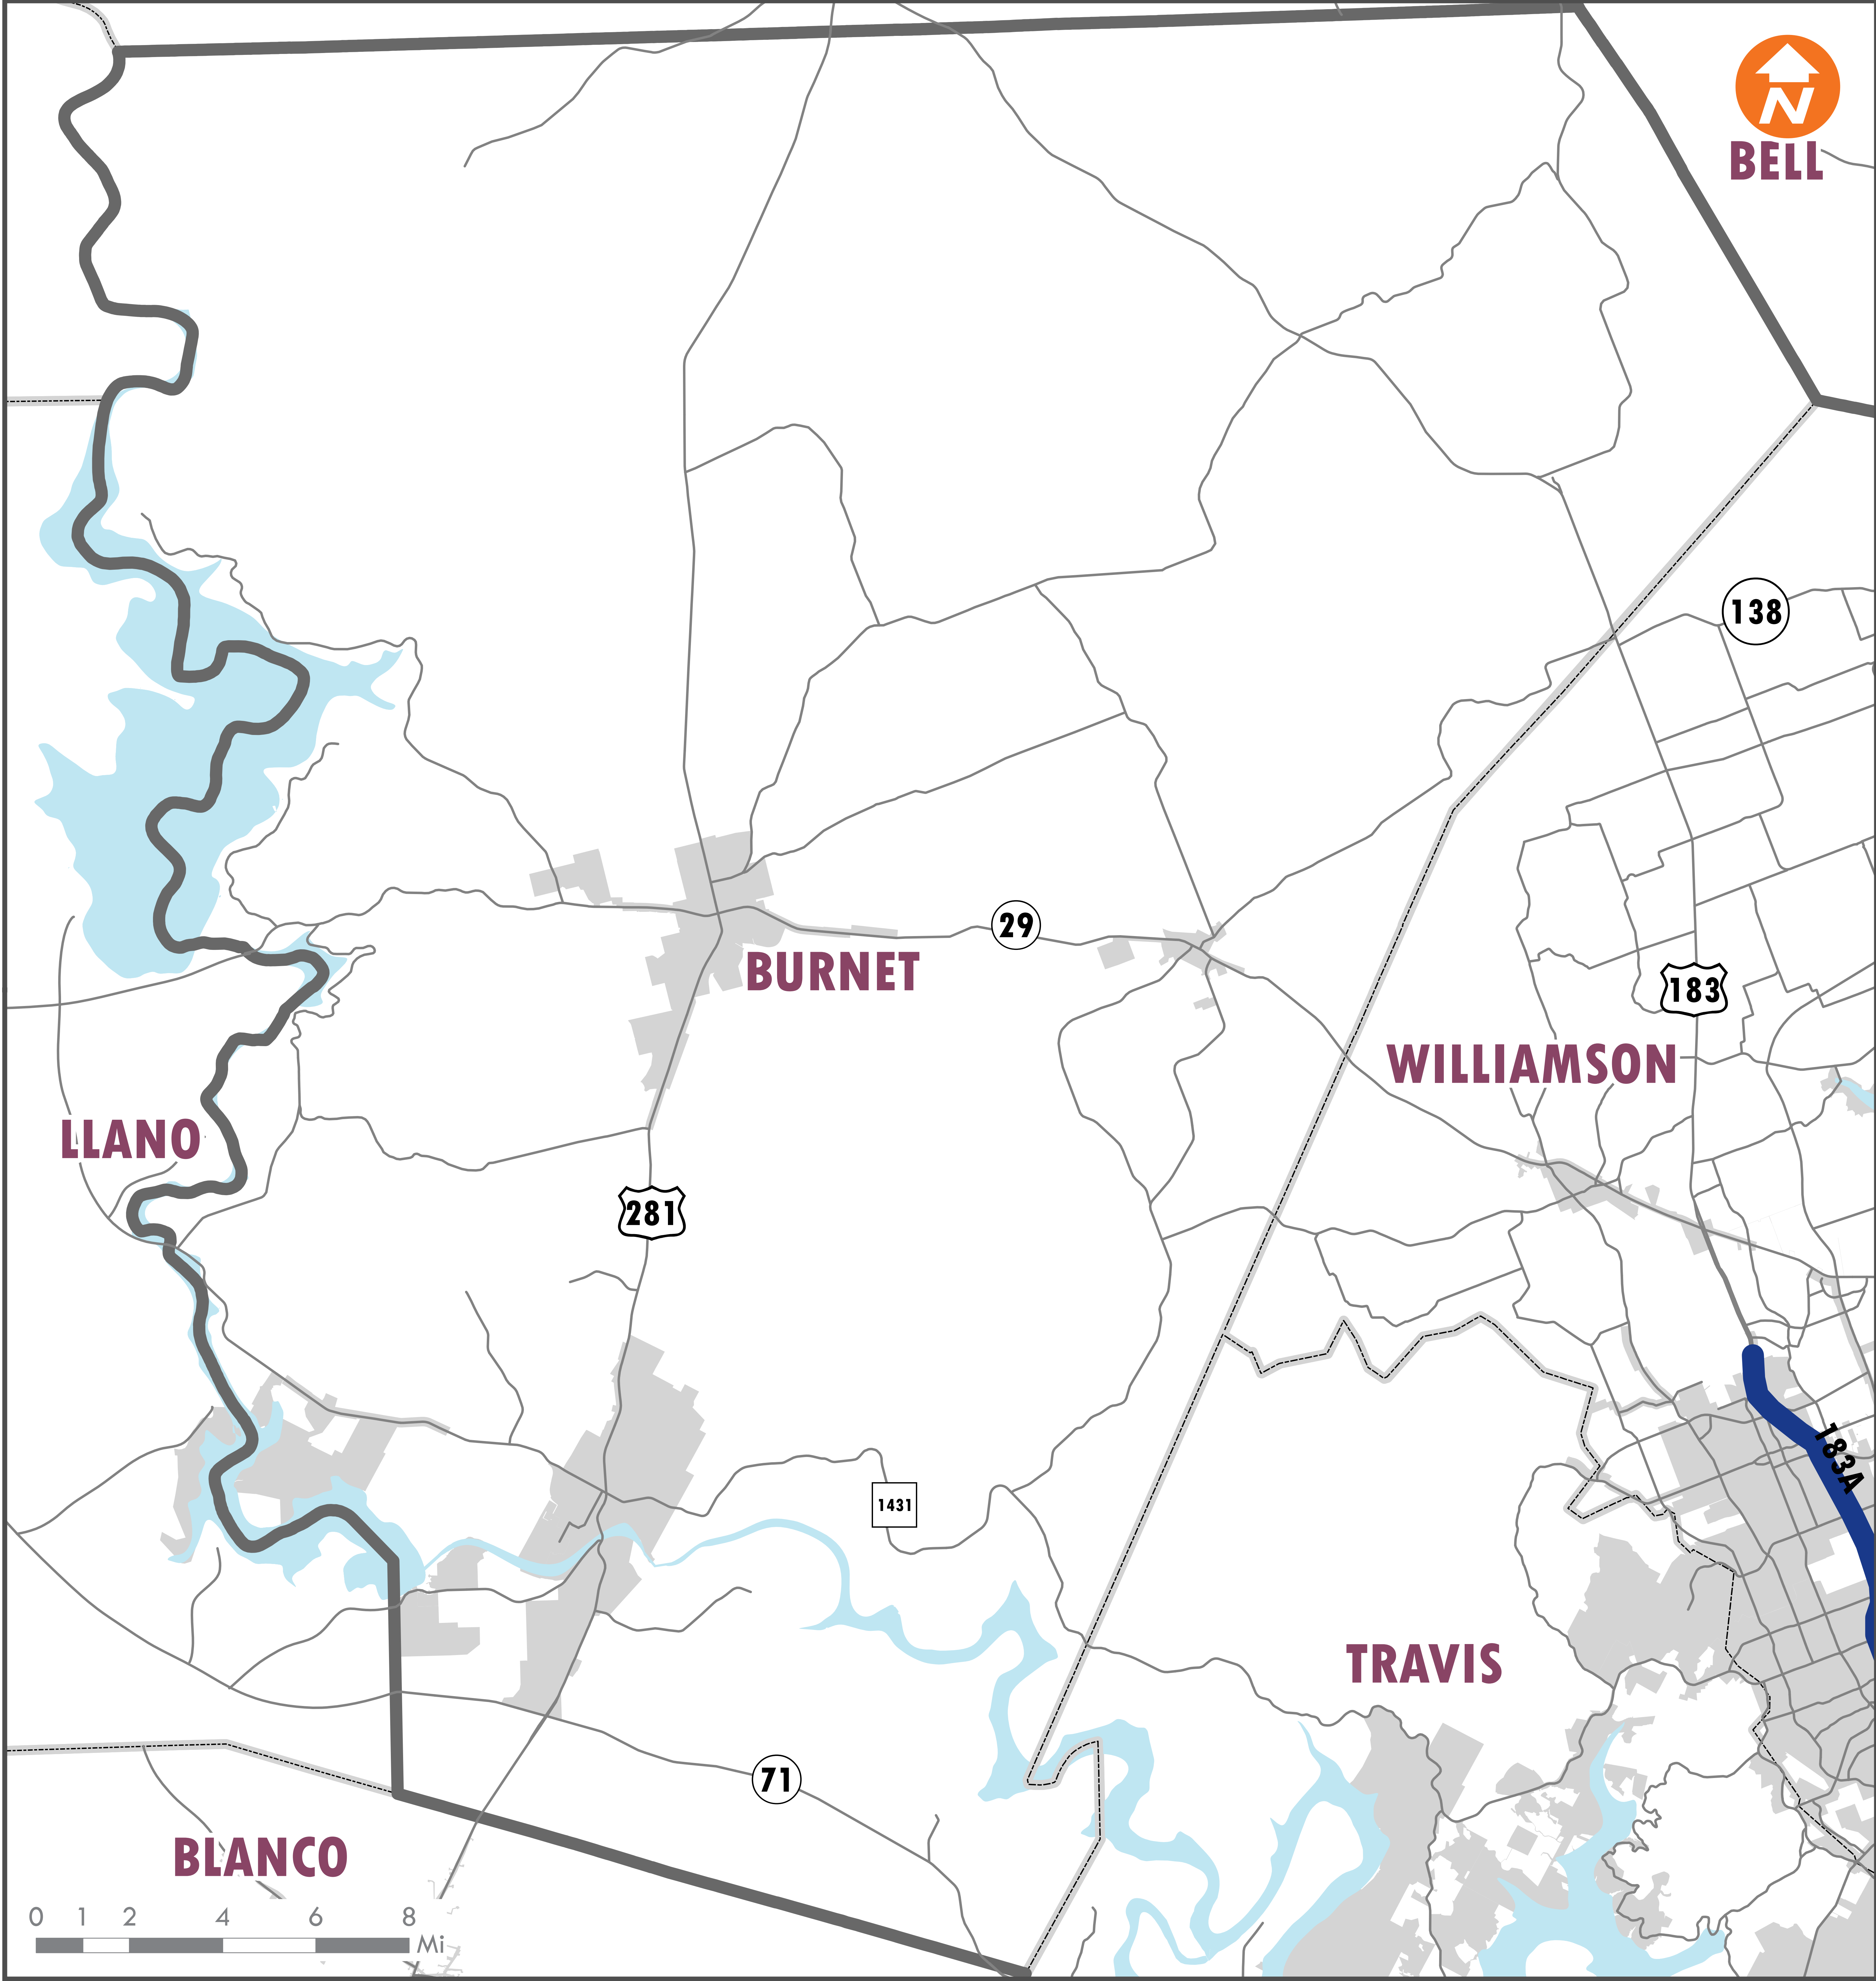 N
BELL
138
29
BURNET
183
WILLIAMSON
LLANO
281
183A
1431
TRAVIS
71
BLANCO
0 1 2 4 6 8
Mi